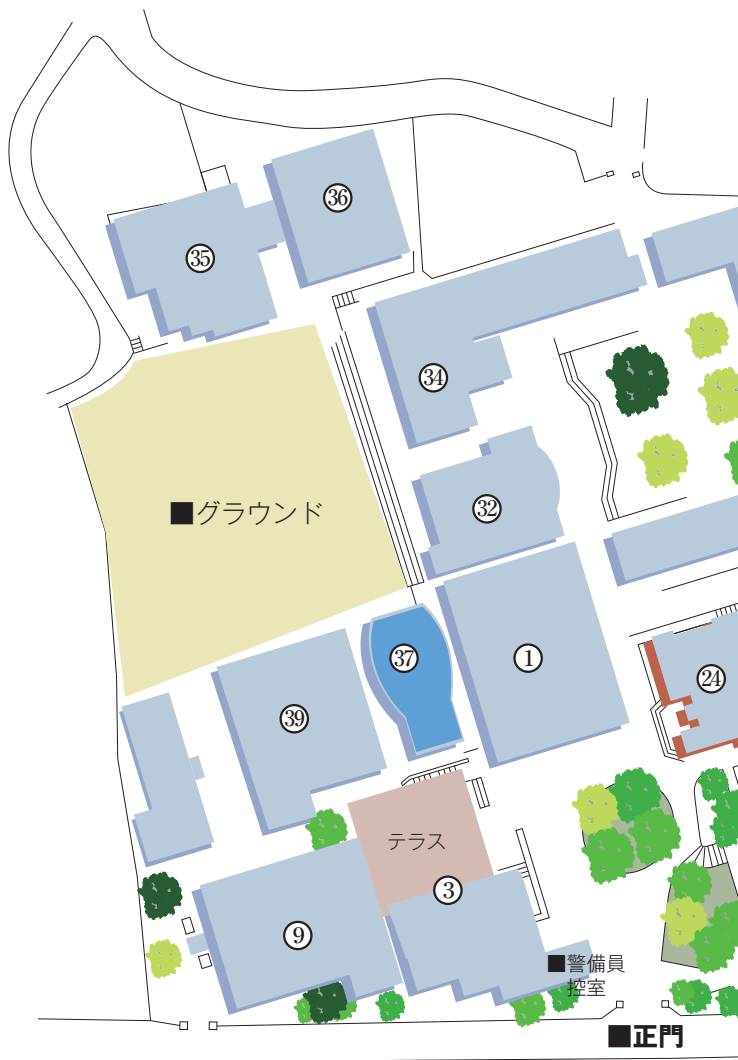 ㊱
㉟
㉞
■グラウンド
㉜
㊲
①
㉔
㊴
テラス
③
⑨
■警備員
控室
■正門